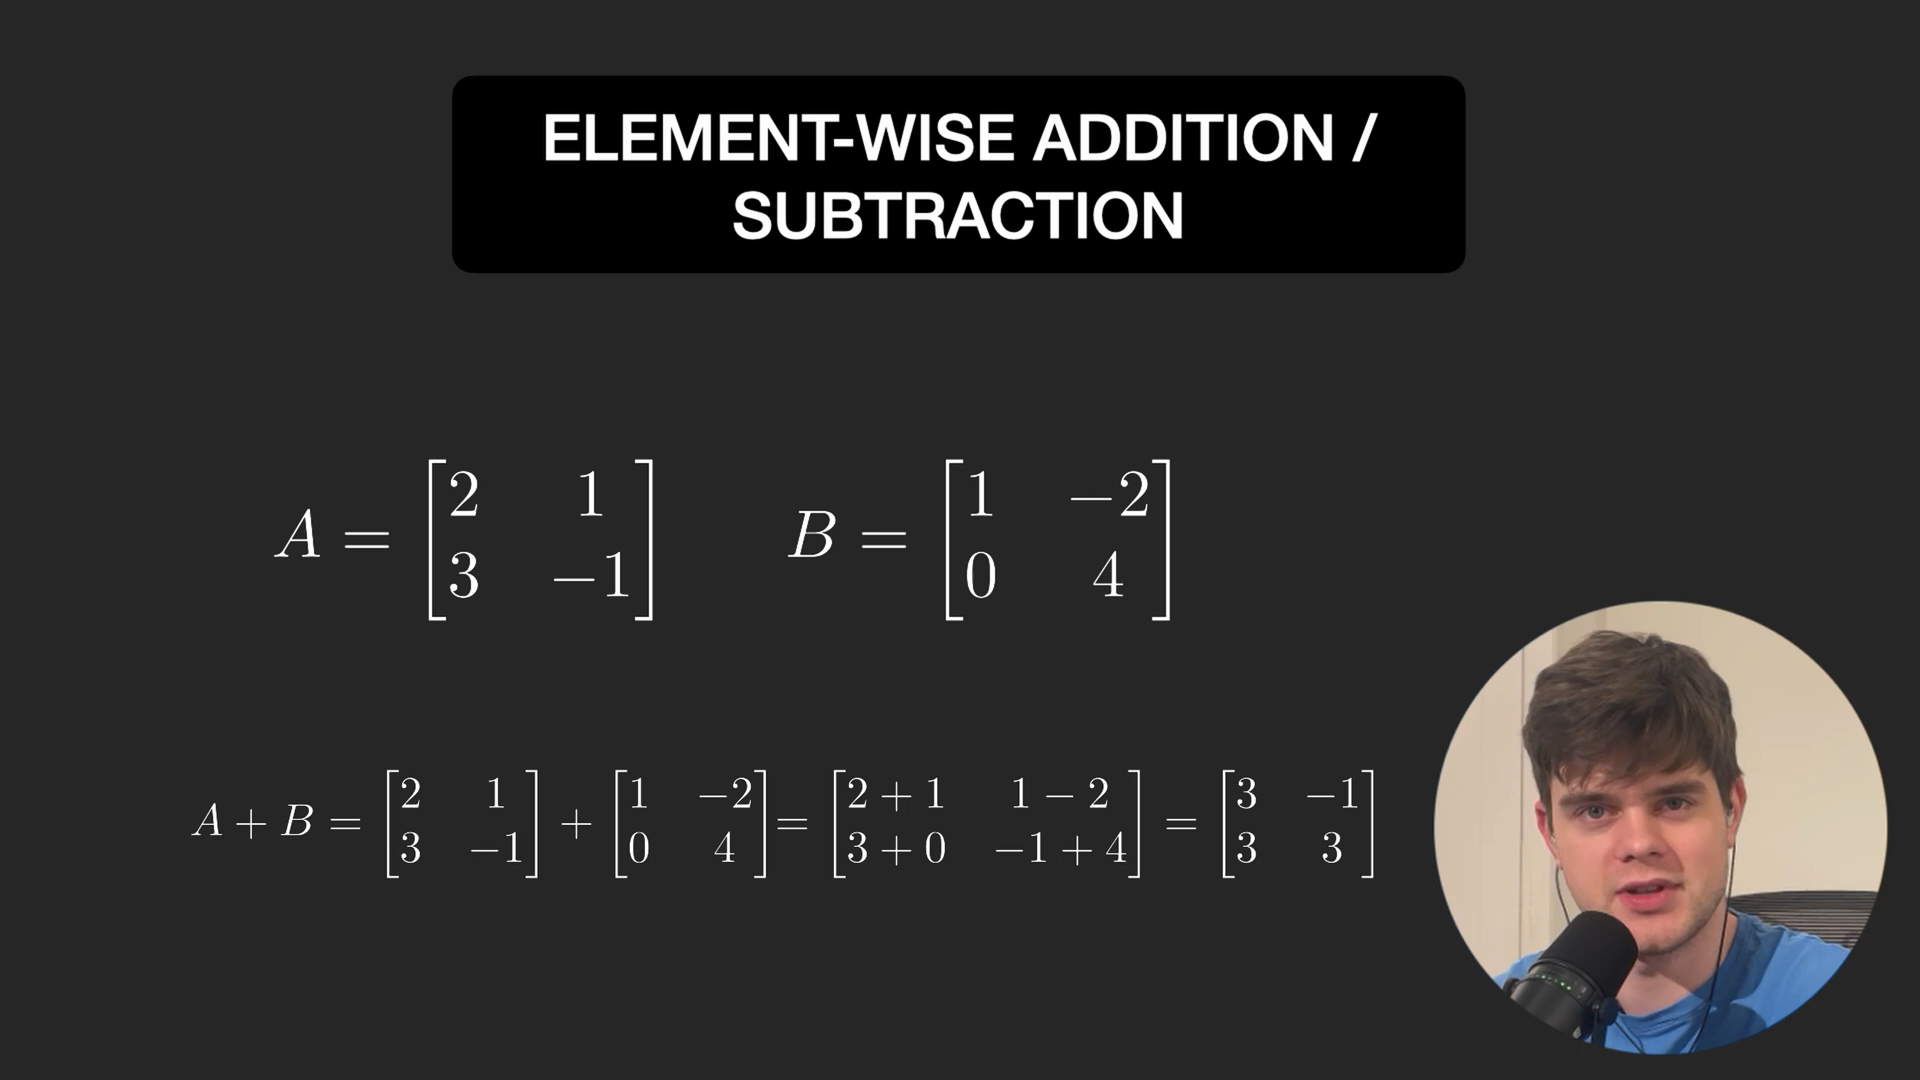 ELEMENT-WISE ADDITION /
SUBTRACTION
A = [2 1; 3 −1]   B = [1 −2; 0 4]
A + B = [2 1; 3 −1] + [1 −2; 0 4] = [2 + 1 1 − 2; 3 + 0 −1 + 4] = [3 −1; 3 3]